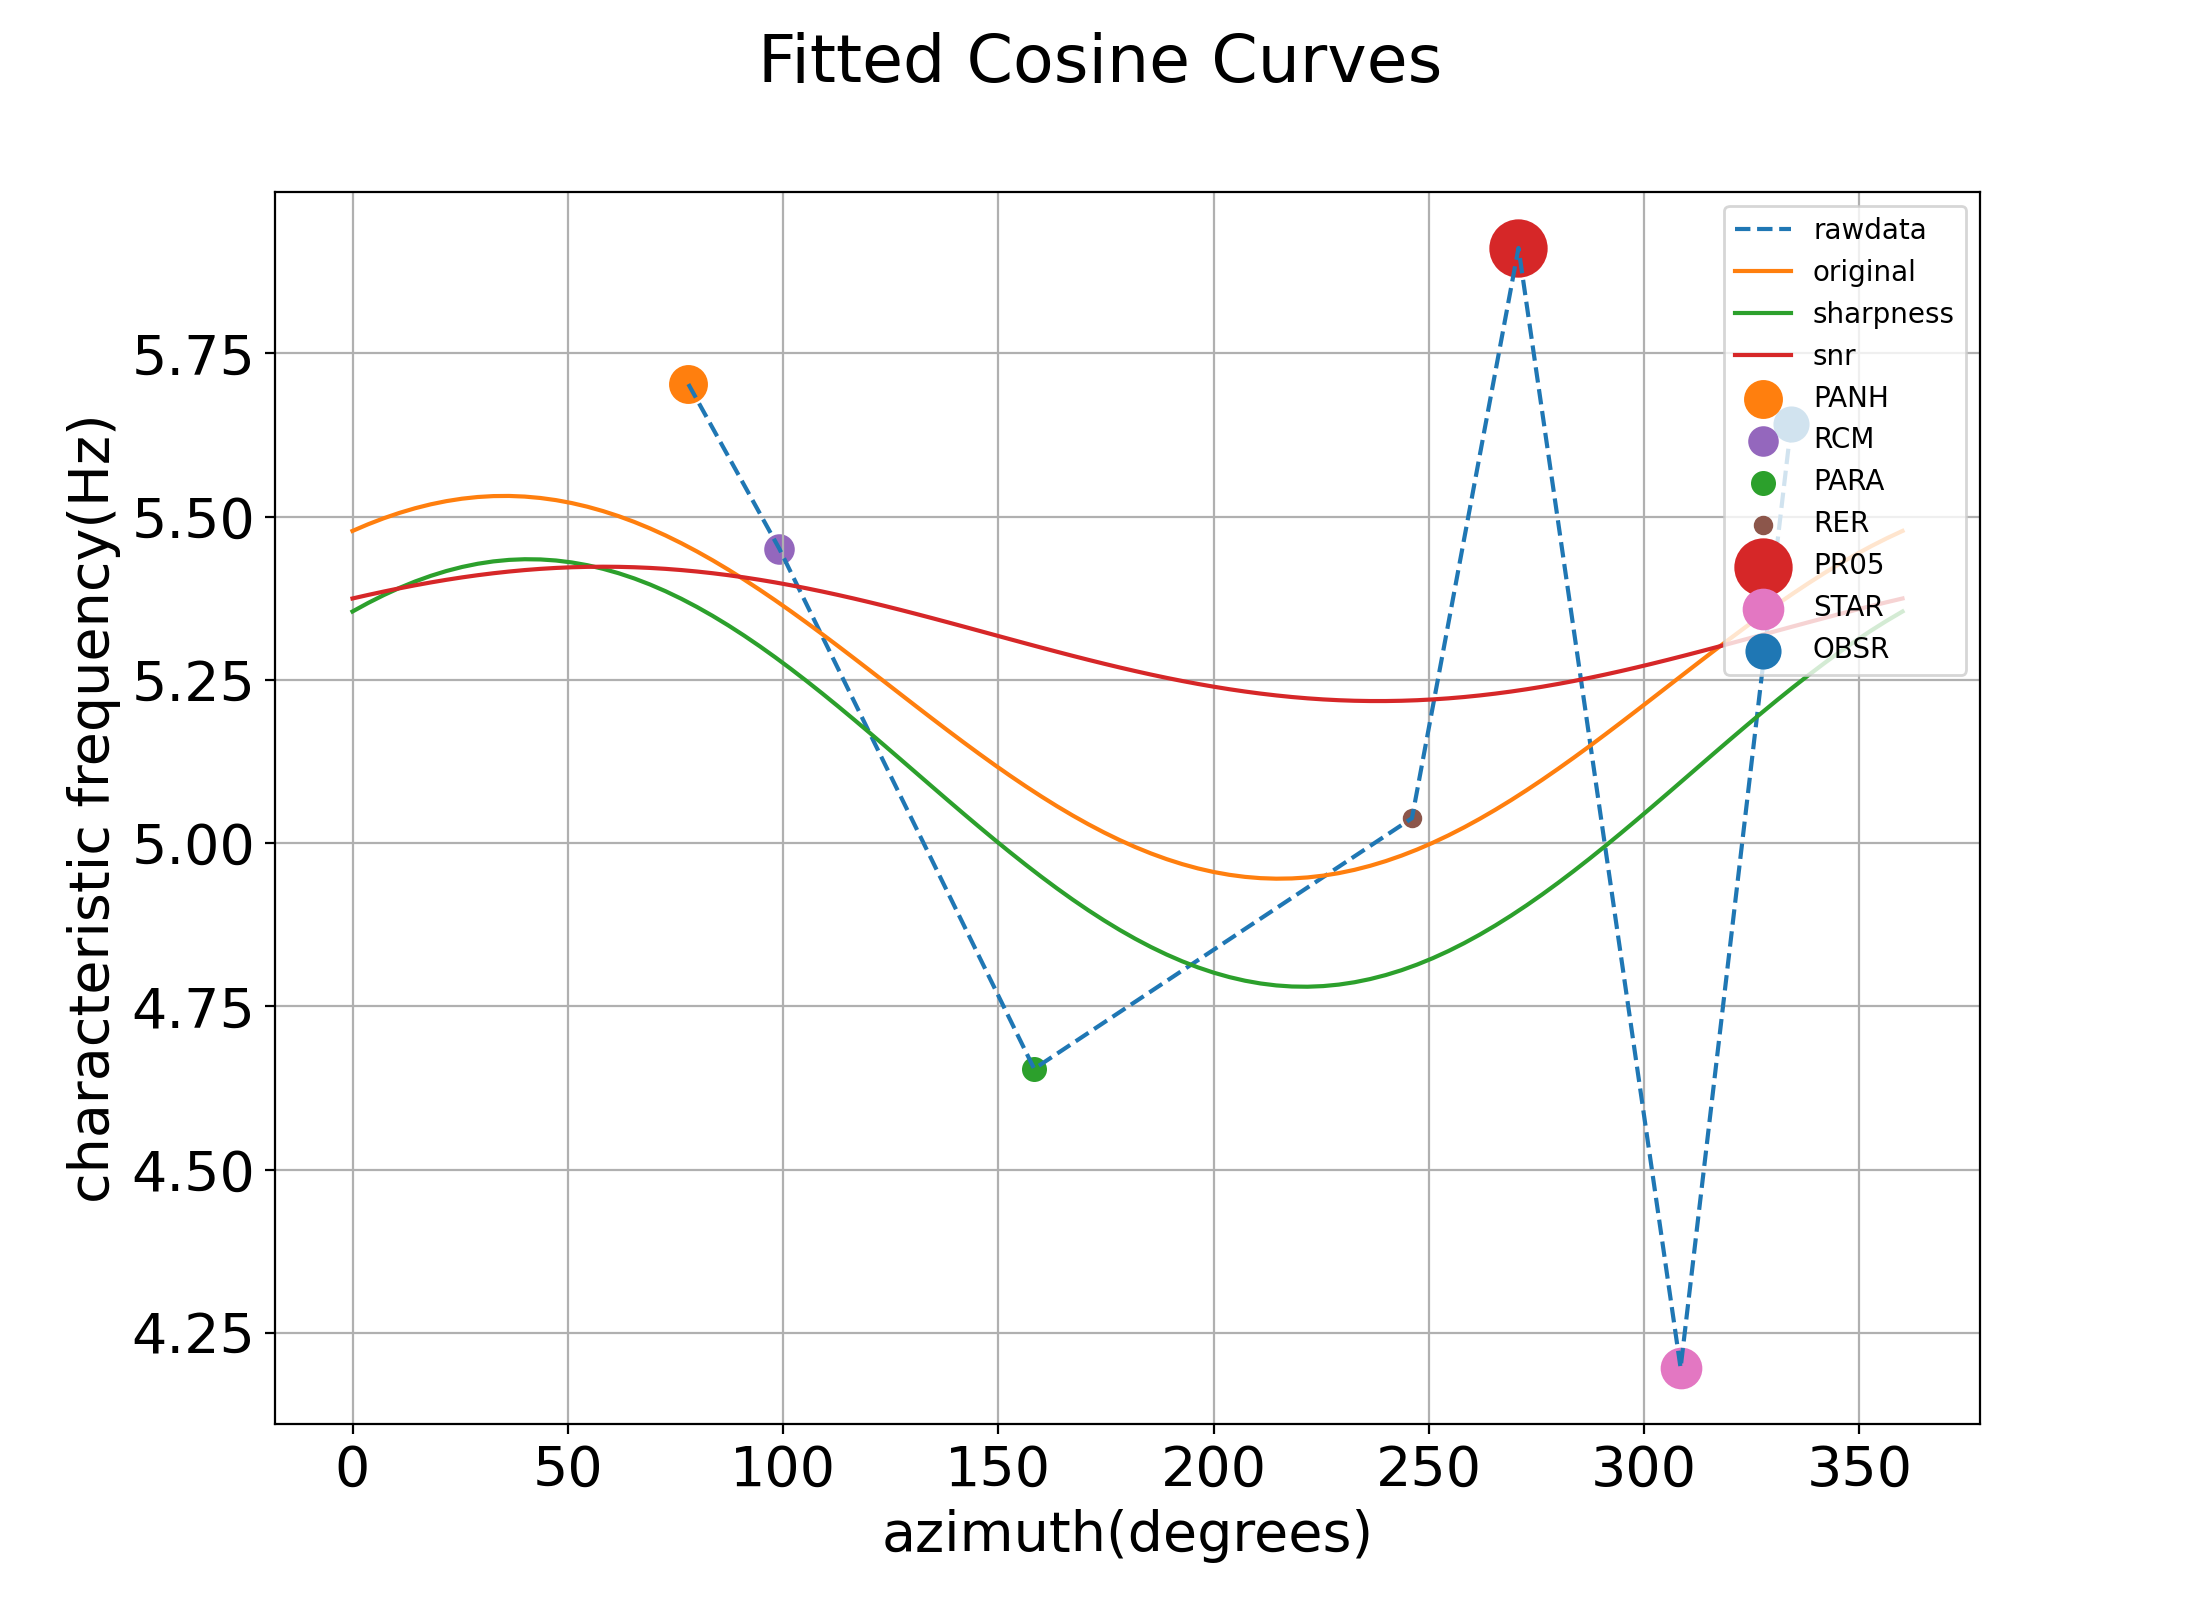 Fitted Cosine Curves
characteristic frequency(Hz)
5.75
5.50
5.25
5.00
4.75
4.50
4.25
rawdata
original
sharpness
snr
PANH
RCM
PARA
RER
PR05
STAR
OBSR
0 50 100 150 200 250 300 350
azimuth(degrees)